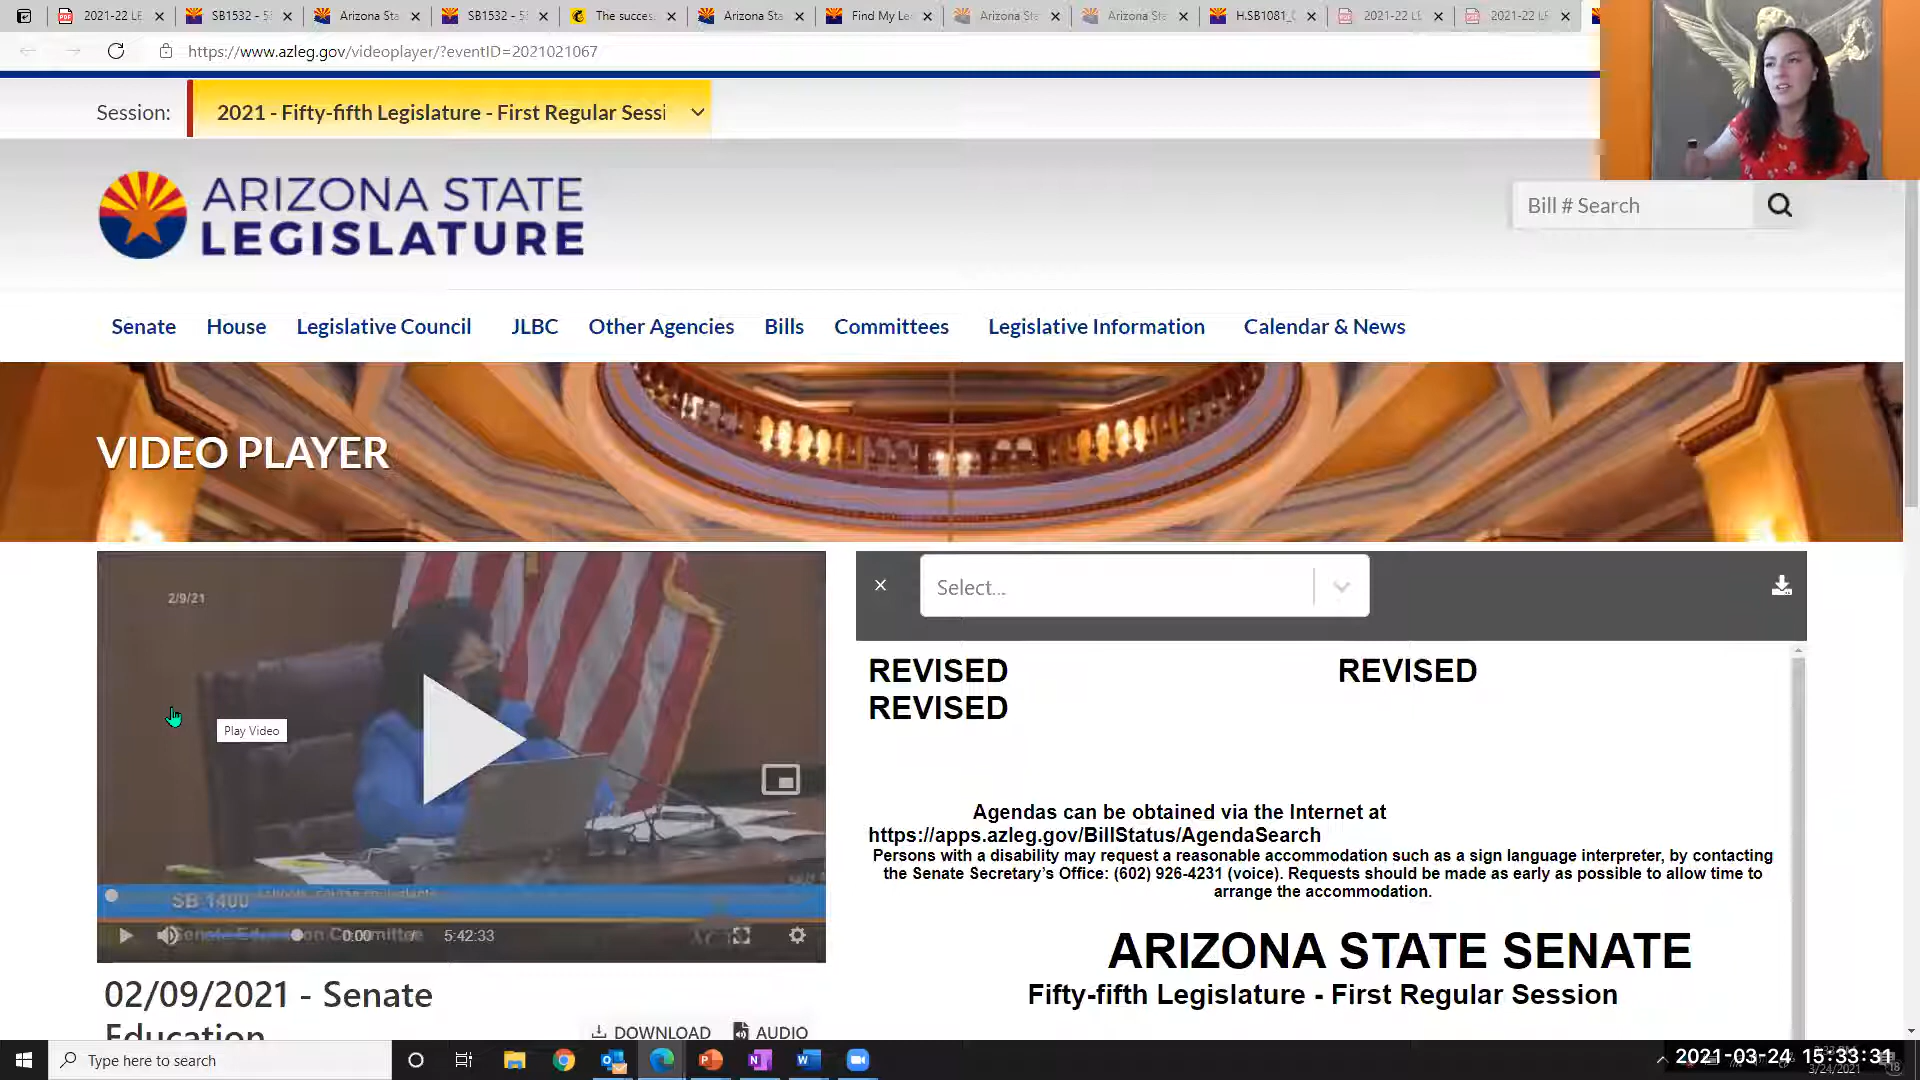 2021-22 LE
SB1532 - 5
Arizona Sta
SB1532 - 5
The succes
Arizona Sta
Find My Le
Arizona Sta
Arizona Sta
H.SB1081_
2021-22 LE
2021-22 LE
https://www.azleg.gov/videoplayer/?eventID=2021021067
Session:
2021 - Fifty-fifth Legislature - First Regular Sessi
ARIZONA STATE
LEGISLATURE
Bill # Search
Senate House Legislative Council JLBC Other Agencies Bills Committees Legislative Information Calendar & News
VIDEO PLAYER
2/9/21
Play Video
SB 1400
Senate Education Committee
0:00 / 5:42:33
02/09/2021 - Senate
Education
DOWNLOAD AUDIO
Select...
REVISED REVISED
REVISED
Agendas can be obtained via the Internet at
https://apps.azleg.gov/BillStatus/AgendaSearch
Persons with a disability may request a reasonable accommodation such as a sign language interpreter, by contacting
the Senate Secretary's Office: (602) 926-4231 (voice). Requests should be made as early as possible to allow time to
arrange the accommodation.
ARIZONA STATE SENATE
Fifty-fifth Legislature - First Regular Session
Type here to search
2021-03-24 15:33:31
3/24/2021